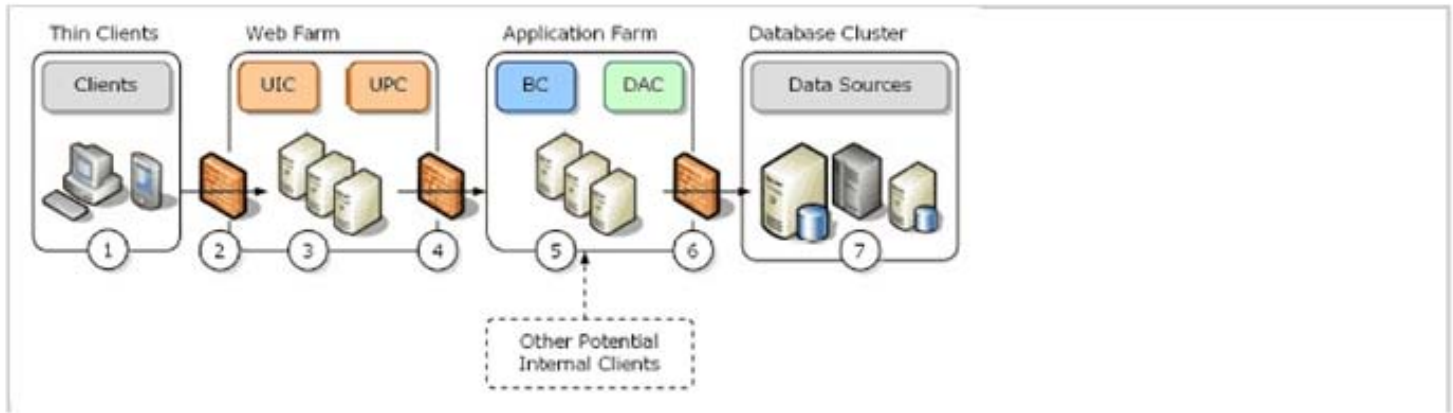 Thin Clients
Web Farm
Application Farm
Database Cluster
Clients
UIC
UPC
BC
DAC
Data Sources
1
2
3
4
5
6
7
Other Potential
Internal Clients